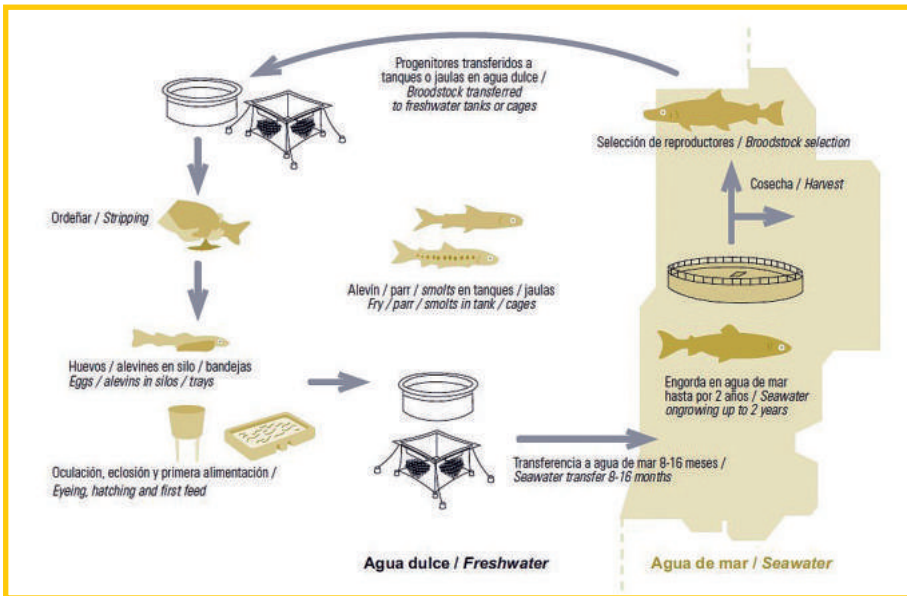 Progenitores transferidos a
tanques o jaulas en agua dulce /
Broodstock transferred
to freshwater tanks or cages
Selección de reproductores / Broodstock selection
Cosecha / Harvest
Ordeñar / Stripping
Alevín / parr / smolts en tanques / jaulas
Fry / parr / smolts in tank / cages
Huevos / alevines en silo / bandejas
Eggs / alevins in silos / trays
Engorda en agua de mar
hasta por 2 años / Seawater
ongrowing up to 2 years
Oculación, eclosión y primera alimentación /
Eyeing, hatching and first feed
Transferencia a agua de mar 8-16 meses /
Seawater transfer 8-16 months
Agua dulce / Freshwater
Agua de mar / Seawater